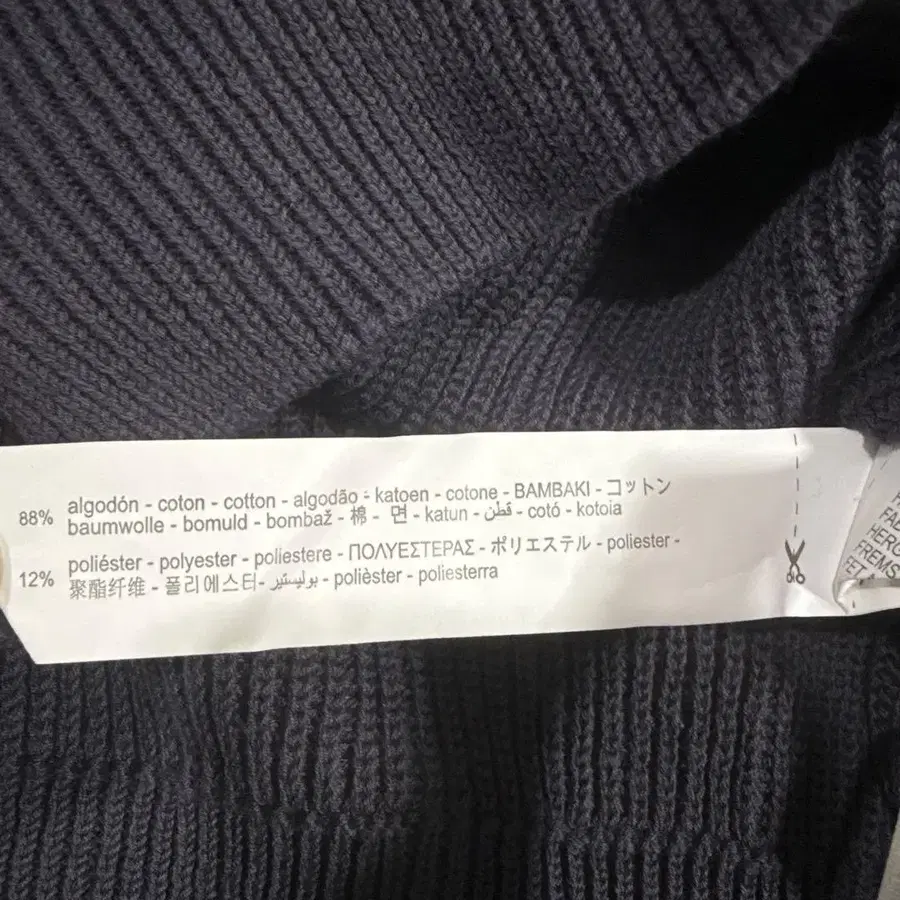 88% algodón - coton - cotton - algodão - katoen - cotone - BAMBAKI - コットン
baumwolle - bomuld - bombaž - 棉 - 면 - katun - قطن - cotó - kotoia
12% poliéster - polyester - poliestere - ΠΟΛΥΕΣΤΕΡΑΣ - ポリエステル - poliester -
聚酯纤维 - 폴리에스터 - بوليستير - polièster - poliesterra